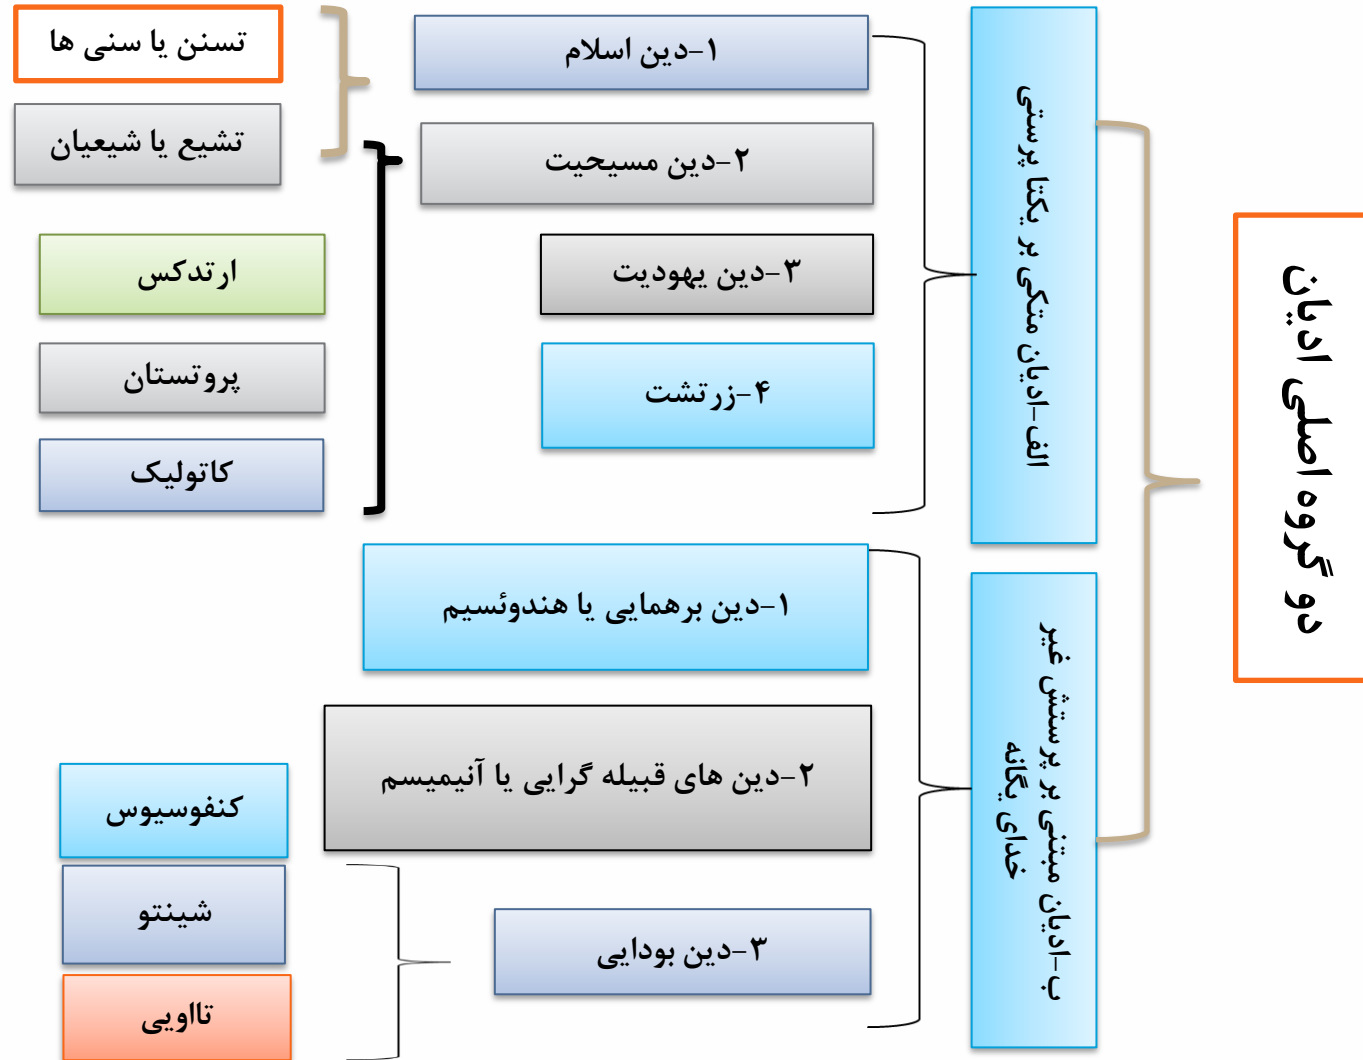 دو گروه اصلی ادیان
الف-ادیان متکی بر یکتا پرستی
۱-دین اسلام
تسنن یا سنی ها
تشیع یا شیعیان
۲-دین مسیحیت
ارتدکس
پروتستان
کاتولیک
۳-دین یهودیت
۴-زرتشت
ب-ادیان مبتنی بر پرستش غیر
خدای یگانه
۱-دین برهمایی یا هندوئسیم
۲-دین های قبیله گرایی یا آنیمیسم
۳-دین بودایی
کنفوسیوس
شینتو
تااویی